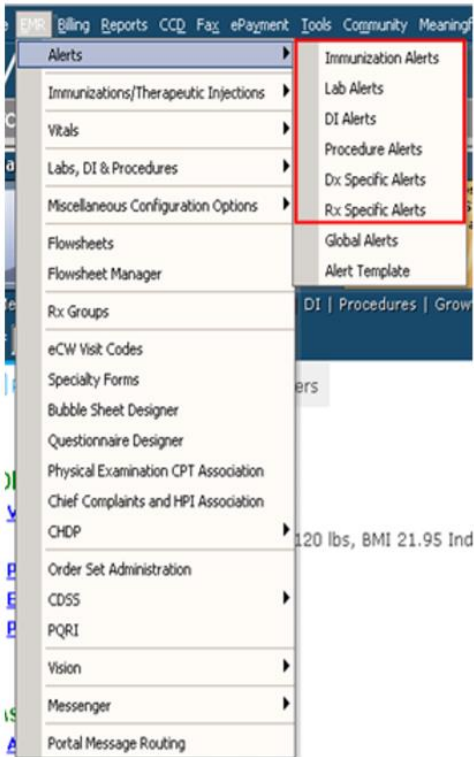 EMR Billing Reports CCD Fax ePayment Tools Community
Alerts
Immunizations/Therapeutic Injections
Vitals
Labs, DI & Procedures
Miscellaneous Configuration Options
Flowsheets
Flowsheet Manager
Rx Groups
eCW Visit Codes
Specialty Forms
Bubble Sheet Designer
Questionnaire Designer
Physical Examination CPT Association
Chief Complaints and HPI Association
CHDP
Order Set Administration
CDSS
PQRI
Vision
Messenger
Portal Message Routing
Immunization Alerts
Lab Alerts
DI Alerts
Procedure Alerts
Dx Specific Alerts
Rx Specific Alerts
Global Alerts
Alert Template
DI | Procedures | Grow
ers
120 lbs, BMI 21.95 Ind